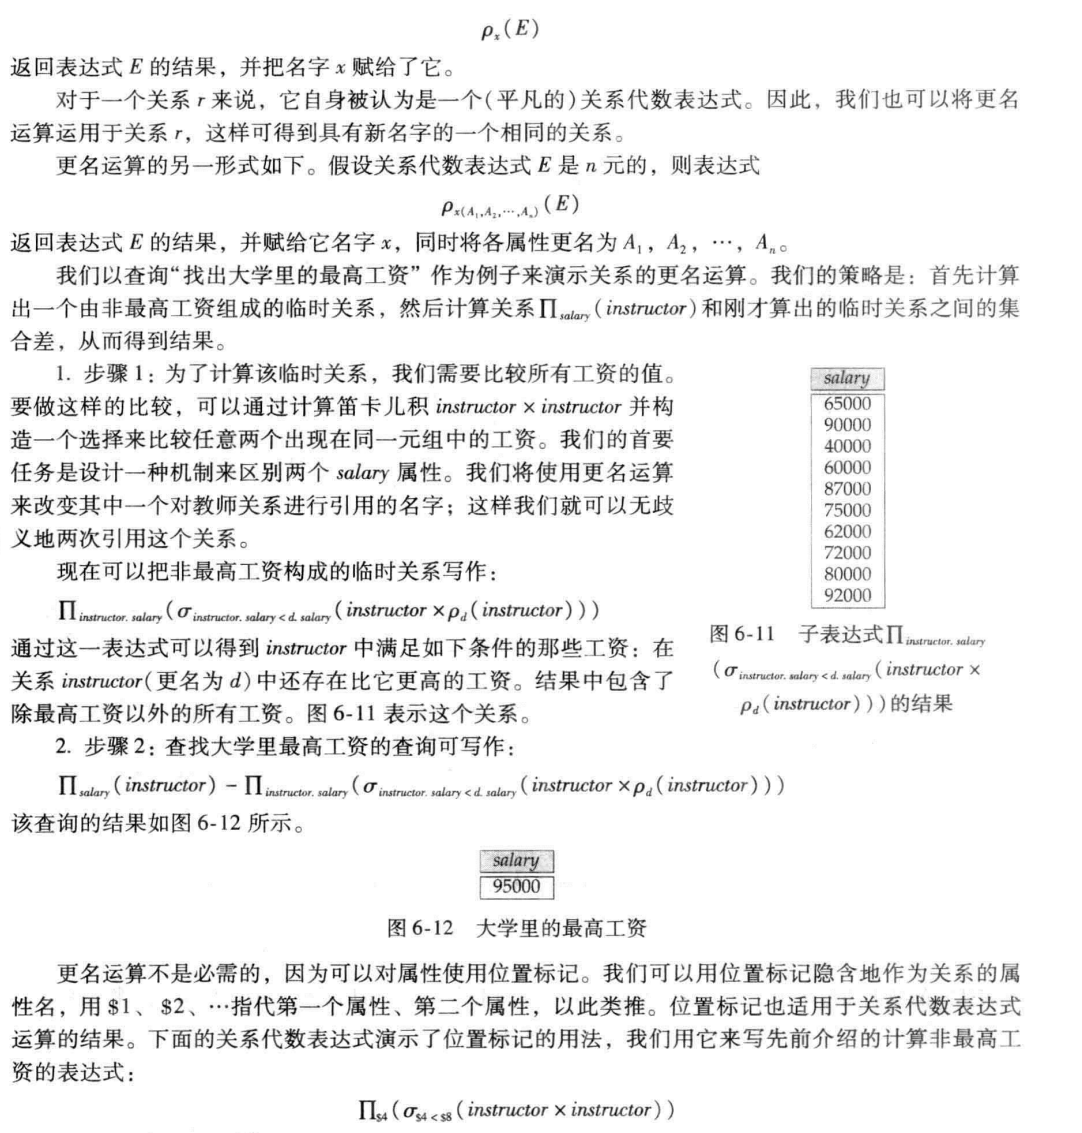 ρx(E)
返回表达式 E 的结果，并把名字 x 赋给了它。
对于一个关系 r 来说，它自身被认为是一个(平凡的)关系代数表达式。因此，我们也可以将更名
运算运用于关系 r，这样可得到具有新名字的一个相同的关系。
更名运算的另一形式如下。假设关系代数表达式 E 是 n 元的，则表达式
ρx(A1,A2,…,An)(E)
返回表达式 E 的结果，并赋给它名字 x，同时将各属性更名为 A1，A2，…，An。
我们以查询“找出大学里的最高工资”作为例子来演示关系的更名运算。我们的策略是：首先计算
出一个由非最高工资组成的临时关系，然后计算关系∏salary(instructor)和刚才算出的临时关系之间的集
合差，从而得到结果。
1. 步骤 1：为了计算该临时关系，我们需要比较所有工资的值。
要做这样的比较，可以通过计算笛卡儿积 instructor × instructor 并构
造一个选择来比较任意两个出现在同一元组中的工资。我们的首要
任务是设计一种机制来区别两个 salary 属性。我们将使用更名运算
来改变其中一个对教师关系进行引用的名字；这样我们就可以无歧
义地两次引用这个关系。
现在可以把非最高工资构成的临时关系写作：
∏instructor. salary(σinstructor. salary < d. salary(instructor × ρd(instructor)))
通过这一表达式可以得到 instructor 中满足如下条件的那些工资：在
关系 instructor(更名为 d)中还存在比它更高的工资。结果中包含了
除最高工资以外的所有工资。图 6-11 表示这个关系。
salary
65000
90000
40000
60000
87000
75000
62000
72000
80000
92000
图 6-11 子表达式∏instructor. salary
(σinstructor. salary < d. salary(instructor ×
ρd(instructor)))的结果
2. 步骤 2：查找大学里最高工资的查询可写作：
∏salary(instructor) - ∏instructor. salary(σinstructor. salary < d. salary(instructor × ρd(instructor)))
该查询的结果如图 6-12 所示。
salary
95000
图 6-12 大学里的最高工资
更名运算不是必需的，因为可以对属性使用位置标记。我们可以用位置标记隐含地作为关系的属
性名，用 $1、 $2、…指代第一个属性、第二个属性，以此类推。位置标记也适用于关系代数表达式
运算的结果。下面的关系代数表达式演示了位置标记的用法，我们用它来写先前介绍的计算非最高工
资的表达式：
∏$4(σ$4 < $8(instructor × instructor))